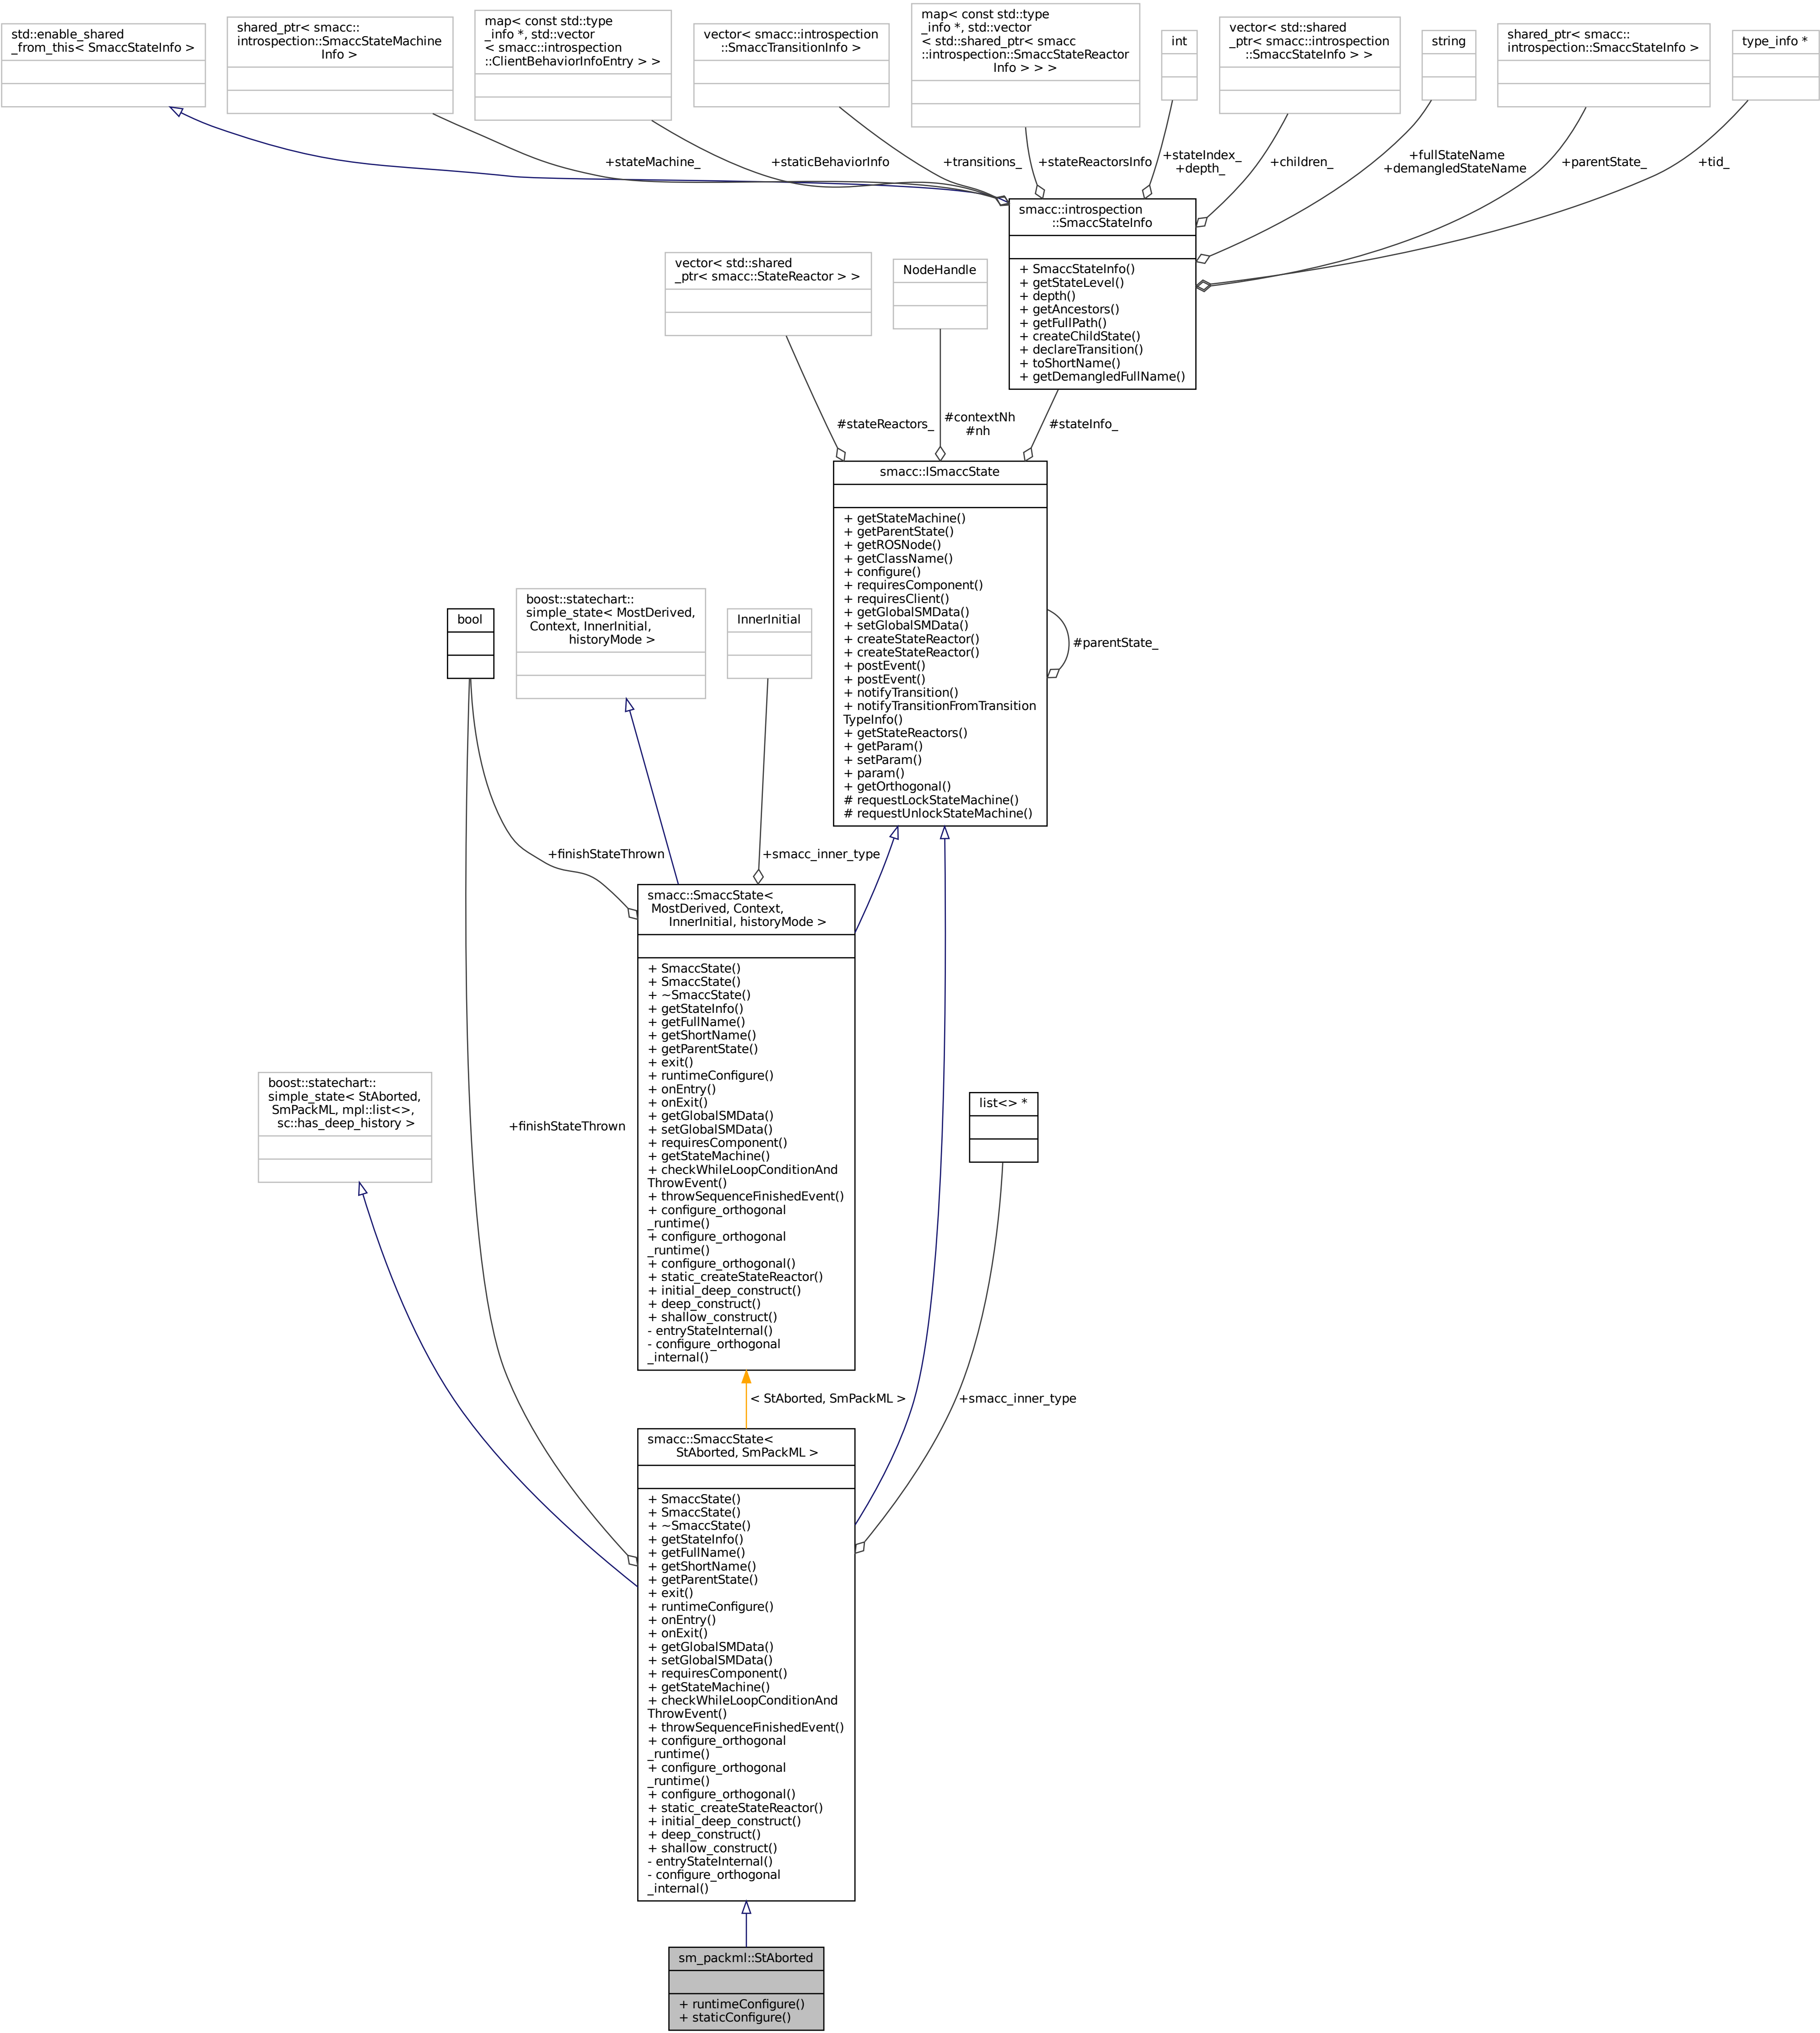 std::enable_shared
_from_this< SmaccStateInfo >
shared_ptr< smacc::
introspection::SmaccStateMachine
Info >
map< const std::type
_info *, std::vector
< smacc::introspection
::ClientBehaviorInfoEntry > >
vector< smacc::introspection
::SmaccTransitionInfo >
map< const std::type
_info *, std::vector
< std::shared_ptr< smacc
::introspection::SmaccStateReactor
Info > > >
int
vector< std::shared
_ptr< smacc::introspection
::SmaccStateInfo > >
string
shared_ptr< smacc::
introspection::SmaccStateInfo >
type_info *
+stateMachine_
+staticBehaviorInfo
+transitions_
+stateReactorsInfo
+stateIndex_
+depth_
+children_
+fullStateName
+demangledStateName
+parentState_
+tid_
smacc::introspection
::SmaccStateInfo
+ SmaccStateInfo()
+ getStateLevel()
+ depth()
+ getAncestors()
+ getFullPath()
+ createChildState()
+ declareTransition()
+ toShortName()
+ getDemangledFullName()
vector< std::shared
_ptr< smacc::StateReactor > >
NodeHandle
#stateReactors_
#contextNh
#nh
#stateInfo_
smacc::ISmaccState
+ getStateMachine()
+ getParentState()
+ getROSNode()
+ getClassName()
+ configure()
+ requiresComponent()
+ requiresClient()
+ getGlobalSMData()
+ setGlobalSMData()
+ createStateReactor()
+ createStateReactor()
+ postEvent()
+ postEvent()
+ notifyTransition()
+ notifyTransitionFromTransition
TypeInfo()
+ getStateReactors()
+ getParam()
+ setParam()
+ param()
+ getOrthogonal()
# requestLockStateMachine()
# requestUnlockStateMachine()
#parentState_
bool
boost::statechart::
simple_state< MostDerived,
Context, InnerInitial,
historyMode >
InnerInitial
+finishStateThrown
+smacc_inner_type
smacc::SmaccState<
MostDerived, Context,
InnerInitial, historyMode >
+ SmaccState()
+ SmaccState()
+ ~SmaccState()
+ getStateInfo()
+ getFullName()
+ getShortName()
+ getParentState()
+ exit()
+ runtimeConfigure()
+ onEntry()
+ onExit()
+ getGlobalSMData()
+ setGlobalSMData()
+ requiresComponent()
+ getStateMachine()
+ checkWhileLoopConditionAnd
ThrowEvent()
+ throwSequenceFinishedEvent()
+ configure_orthogonal
_runtime()
+ configure_orthogonal
_runtime()
+ configure_orthogonal()
+ static_createStateReactor()
+ initial_deep_construct()
+ deep_construct()
+ shallow_construct()
- entryStateInternal()
- configure_orthogonal
_internal()
boost::statechart::
simple_state< StAborted,
SmPackML, mpl::list<>,
sc::has_deep_history >
+finishStateThrown
list<> *
< StAborted, SmPackML >
+smacc_inner_type
smacc::SmaccState<
StAborted, SmPackML >
+ SmaccState()
+ SmaccState()
+ ~SmaccState()
+ getStateInfo()
+ getFullName()
+ getShortName()
+ getParentState()
+ exit()
+ runtimeConfigure()
+ onEntry()
+ onExit()
+ getGlobalSMData()
+ setGlobalSMData()
+ requiresComponent()
+ getStateMachine()
+ checkWhileLoopConditionAnd
ThrowEvent()
+ throwSequenceFinishedEvent()
+ configure_orthogonal
_runtime()
+ configure_orthogonal
_runtime()
+ configure_orthogonal()
+ static_createStateReactor()
+ initial_deep_construct()
+ deep_construct()
+ shallow_construct()
- entryStateInternal()
- configure_orthogonal
_internal()
sm_packml::StAborted
+ runtimeConfigure()
+ staticConfigure()